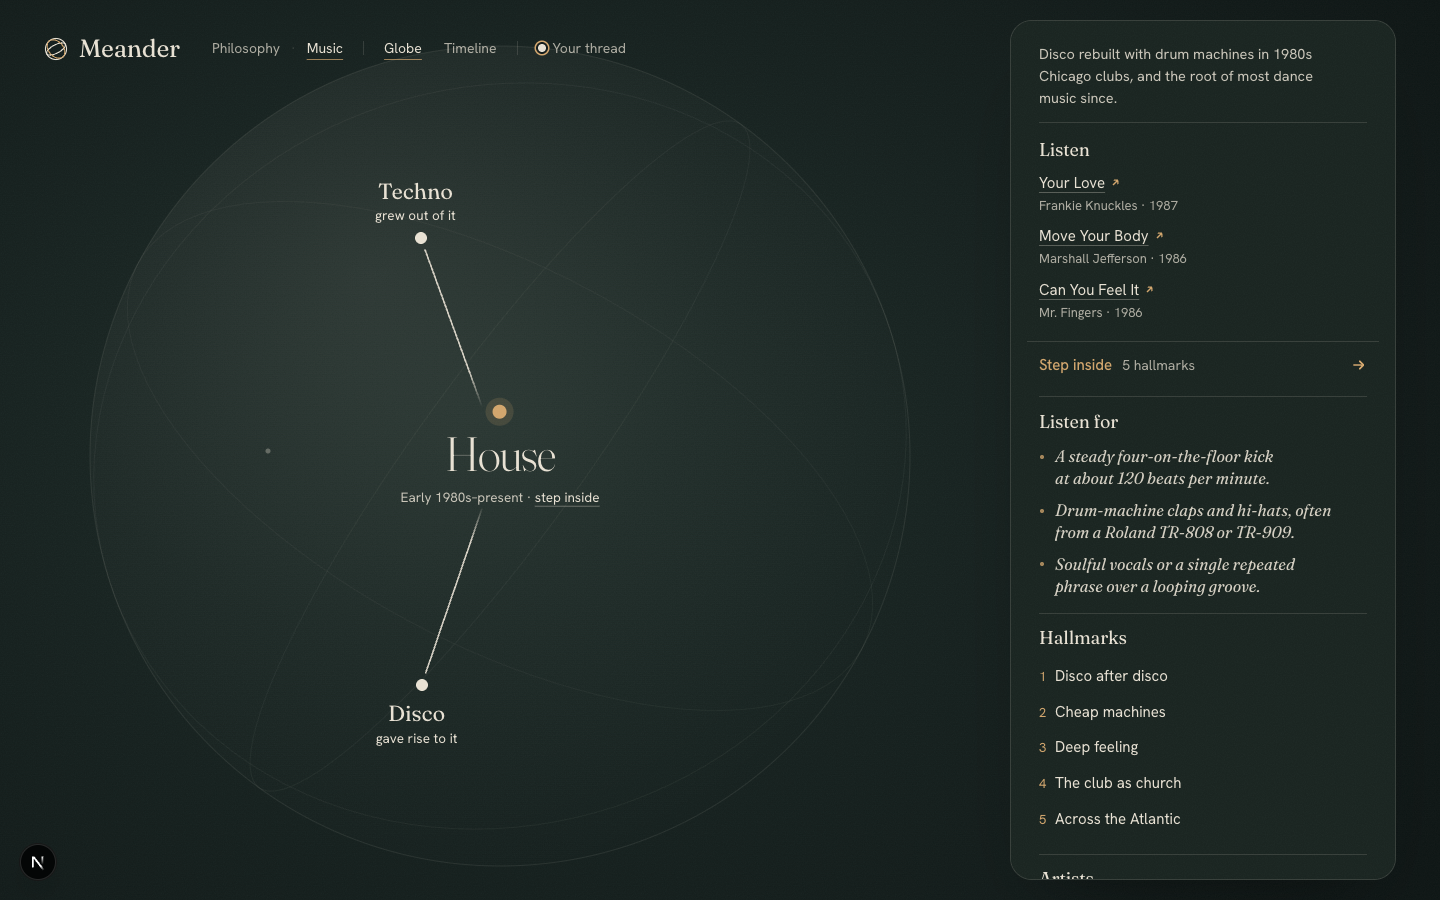 Meander
Philosophy · Music
Globe Timeline
Your thread
Techno
grew out of it
House
Early 1980s–present · step inside
Disco
gave rise to it
Disco rebuilt with drum machines in 1980s
Chicago clubs, and the root of most dance
music since.
Listen
Your Love ↗
Frankie Knuckles · 1987
Move Your Body ↗
Marshall Jefferson · 1986
Can You Feel It ↗
Mr. Fingers · 1986
Step inside 5 hallmarks →
Listen for
• A steady four-on-the-floor kick
at about 120 beats per minute.
• Drum-machine claps and hi-hats, often
from a Roland TR-808 or TR-909.
• Soulful vocals or a single repeated
phrase over a looping groove.
Hallmarks
1 Disco after disco
2 Cheap machines
3 Deep feeling
4 The club as church
5 Across the Atlantic
Artists
N